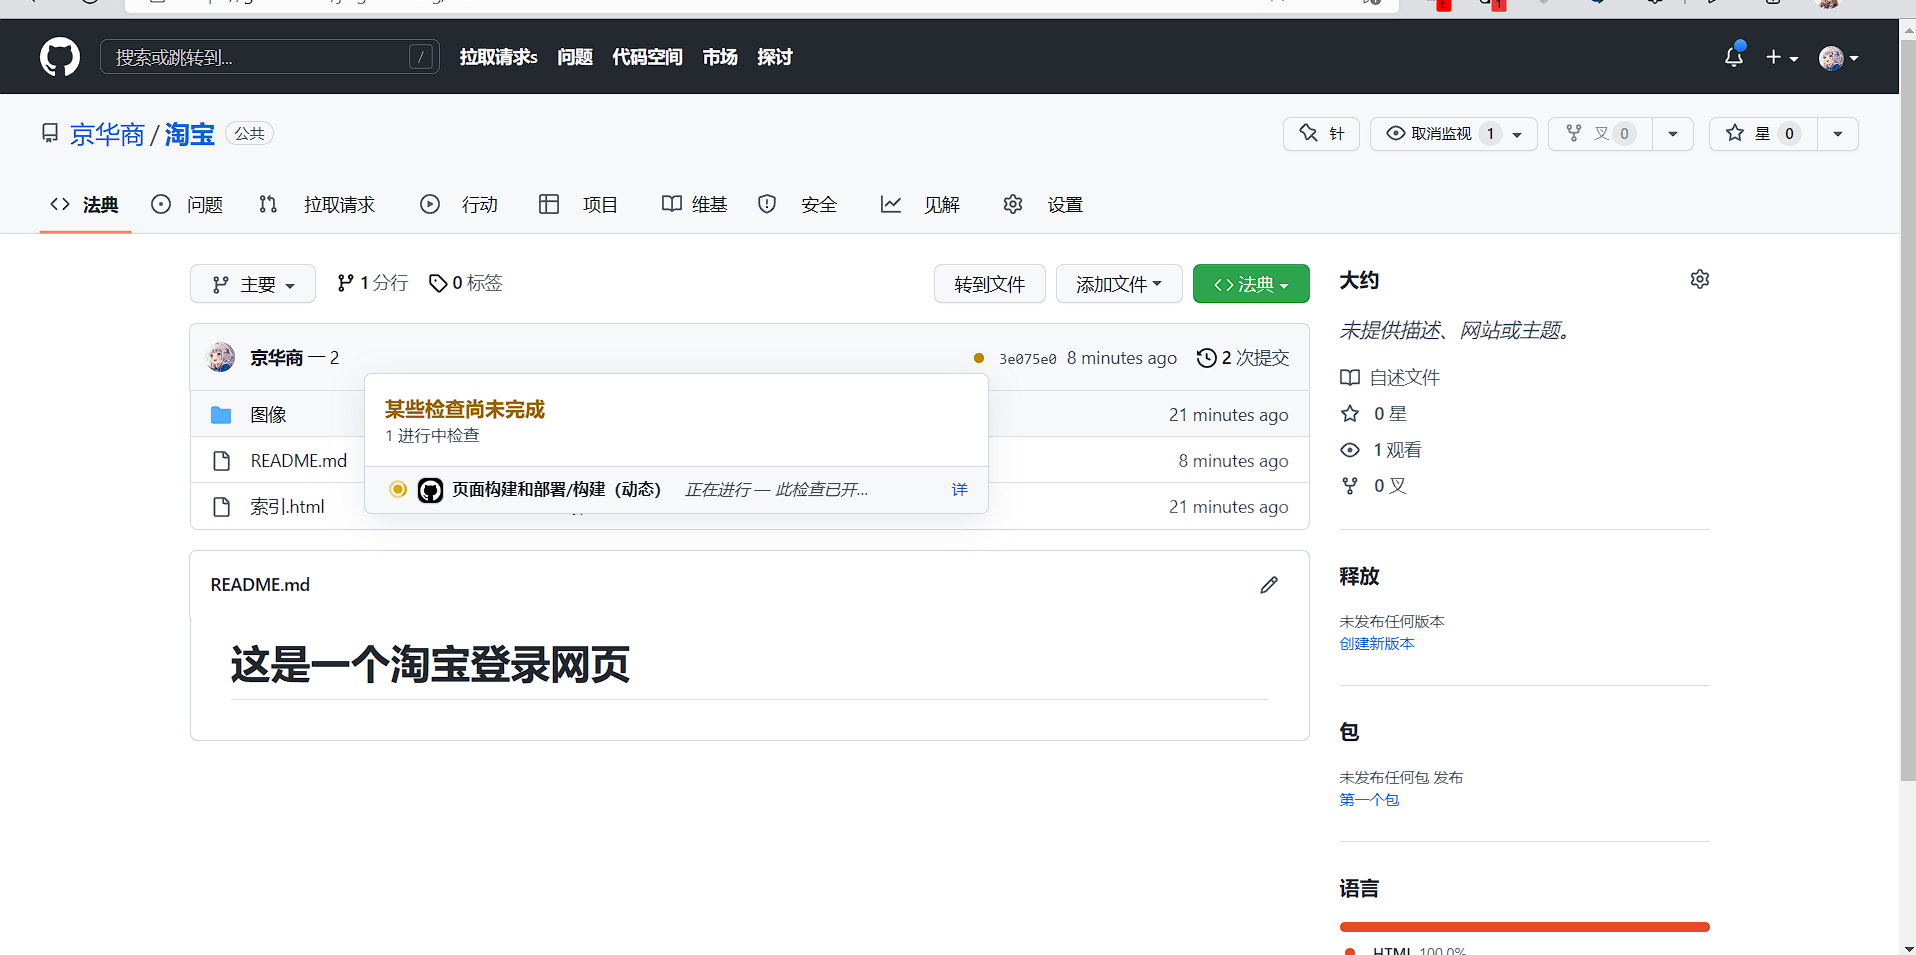 搜索或跳转到...
/
拉取请求s 问题 代码空间 市场 探讨
京华商 / 淘宝 公共
针
取消监视 1
叉 0
星 0
法典 问题 拉取请求 行动 项目 维基 安全 见解 设置
主要
1 分行
0 标签
转到文件
添加文件
法典
京华商 一 2
3e075e0 8 minutes ago
2 次提交
某些检查尚未完成
1 进行中检查
页面构建和部署/构建（动态） 正在进行 — 此检查已开...
详
图像
21 minutes ago
README.md
8 minutes ago
索引.html
21 minutes ago
README.md
这是一个淘宝登录网页
大约
未提供描述、网站或主题。
自述文件
0 星
1 观看
0 叉
释放
未发布任何版本
创建新版本
包
未发布任何包 发布
第一个包
语言
HTML 100.0%